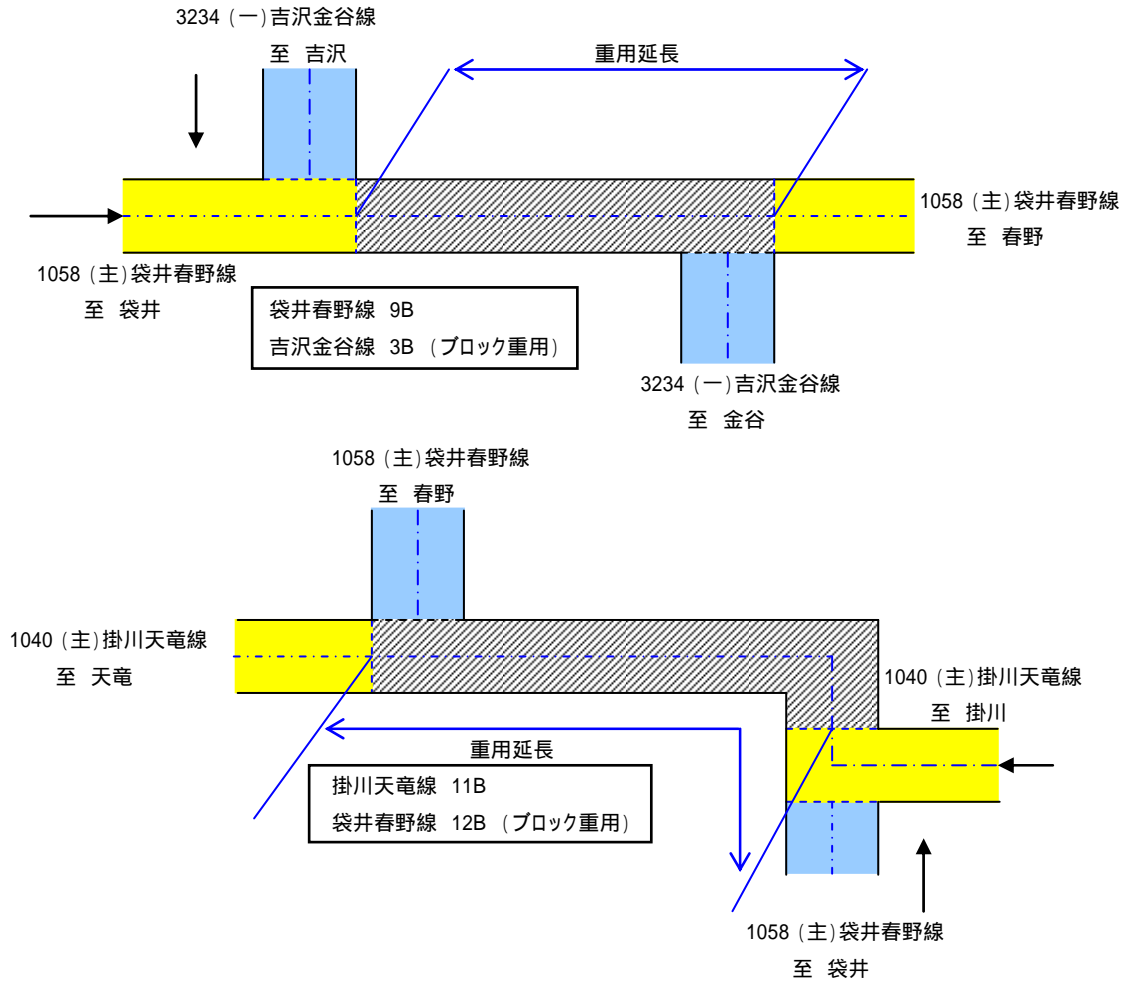 3234 (一)吉沢金谷線
至 吉沢
重用延長
1058 (主)袋井春野線
至 春野
1058 (主)袋井春野線
至 袋井
袋井春野線 9B
吉沢金谷線 3B (ブロック重用)
3234 (一)吉沢金谷線
至 金谷
1058 (主)袋井春野線
至 春野
1040 (主)掛川天竜線
至 天竜
1040 (主)掛川天竜線
至 掛川
重用延長
掛川天竜線 11B
袋井春野線 12B (ブロック重用)
1058 (主)袋井春野線
至 袋井